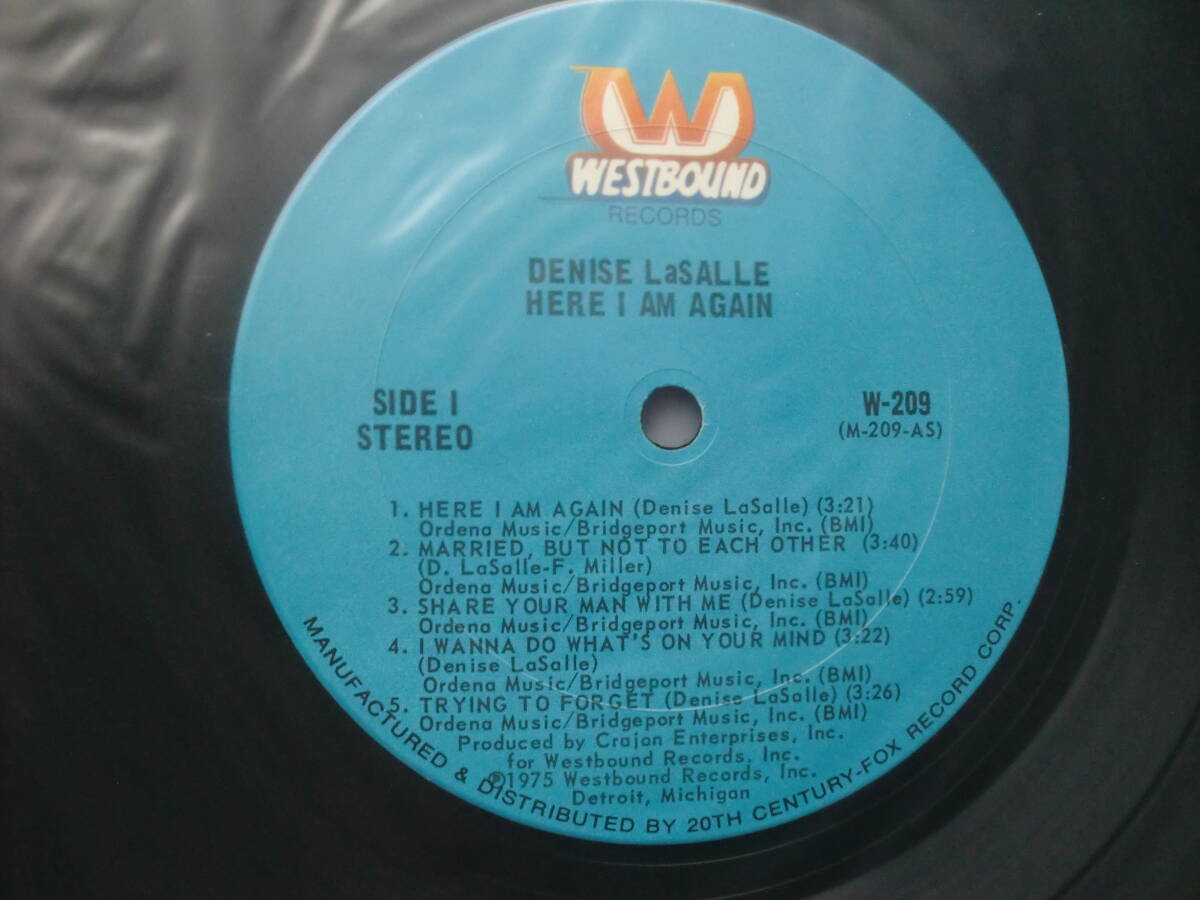 W
WESTBOUND
RECORDS
DENISE LaSALLE
HERE I AM AGAIN
SIDE 1
STEREO
W-209
(M-209-AS)
1. HERE I AM AGAIN (Denise LaSalle) (3:21)
Ordena Music/Bridgeport Music, Inc. (BMI)
2. MARRIED, BUT NOT TO EACH OTHER (3:40)
(D. LaSalle-F. Miller)
Ordena Music/Bridgeport Music, Inc. (BMI)
3. SHARE YOUR MAN WITH ME (Denise LaSalle) (2:59)
Ordena Music/Bridgeport Music, Inc. (BMI)
4. I WANNA DO WHAT'S ON YOUR MIND (3:22)
(Denise LaSalle)
Ordena Music/Bridgeport Music, Inc. (BMI)
5. TRYING TO FORGET (Denise LaSalle) (3:26)
Ordena Music/Bridgeport Music, Inc. (BMI)
Produced by Crajon Enterprises, Inc.
for Westbound Records, Inc.
℗1975 Westbound Records, Inc.
Detroit, Michigan
MANUFACTURED & DISTRIBUTED BY 20TH CENTURY-FOX RECORD CORP.